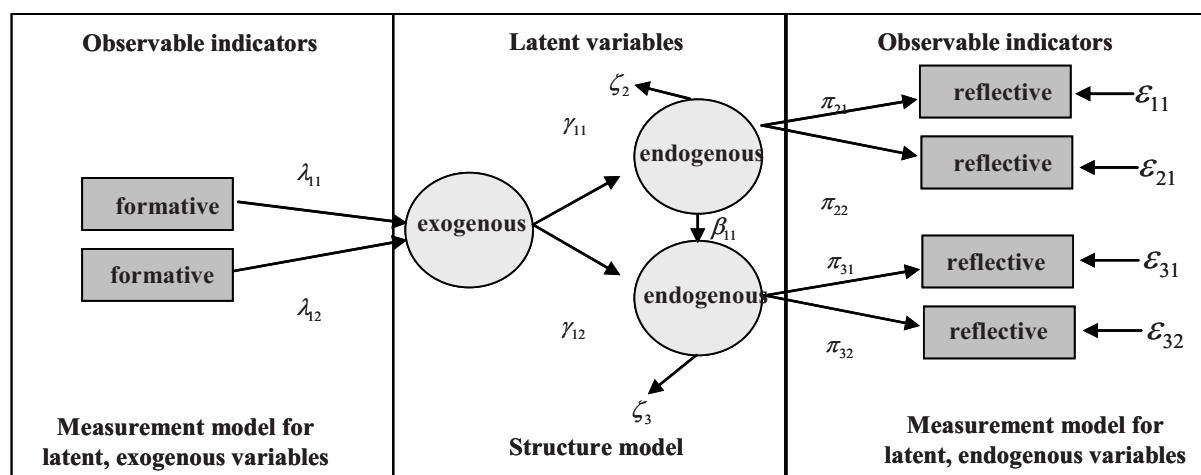 Observable indicators
λ₁₁
formative
formative
λ₁₂
Measurement model for
latent, exogenous variables
Latent variables
ζ₂
γ₁₁
endogenous
exogenous
β₁₁
endogenous
γ₁₂
ζ₃
Structure model
Observable indicators
π₂₁
reflective
ε₁₁
reflective
ε₂₁
π₂₂
π₃₁
reflective
ε₃₁
reflective
ε₃₂
π₃₂
Measurement model for
latent, endogenous variables